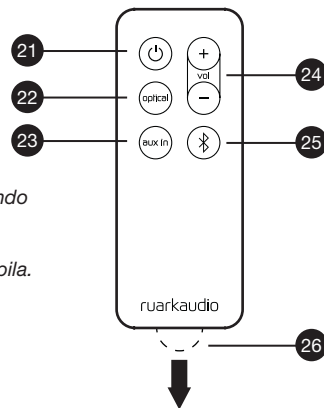 21
22
23
24
25
26
optical
aux in
+
vol
−
ndo
pila.
ruarkaudio